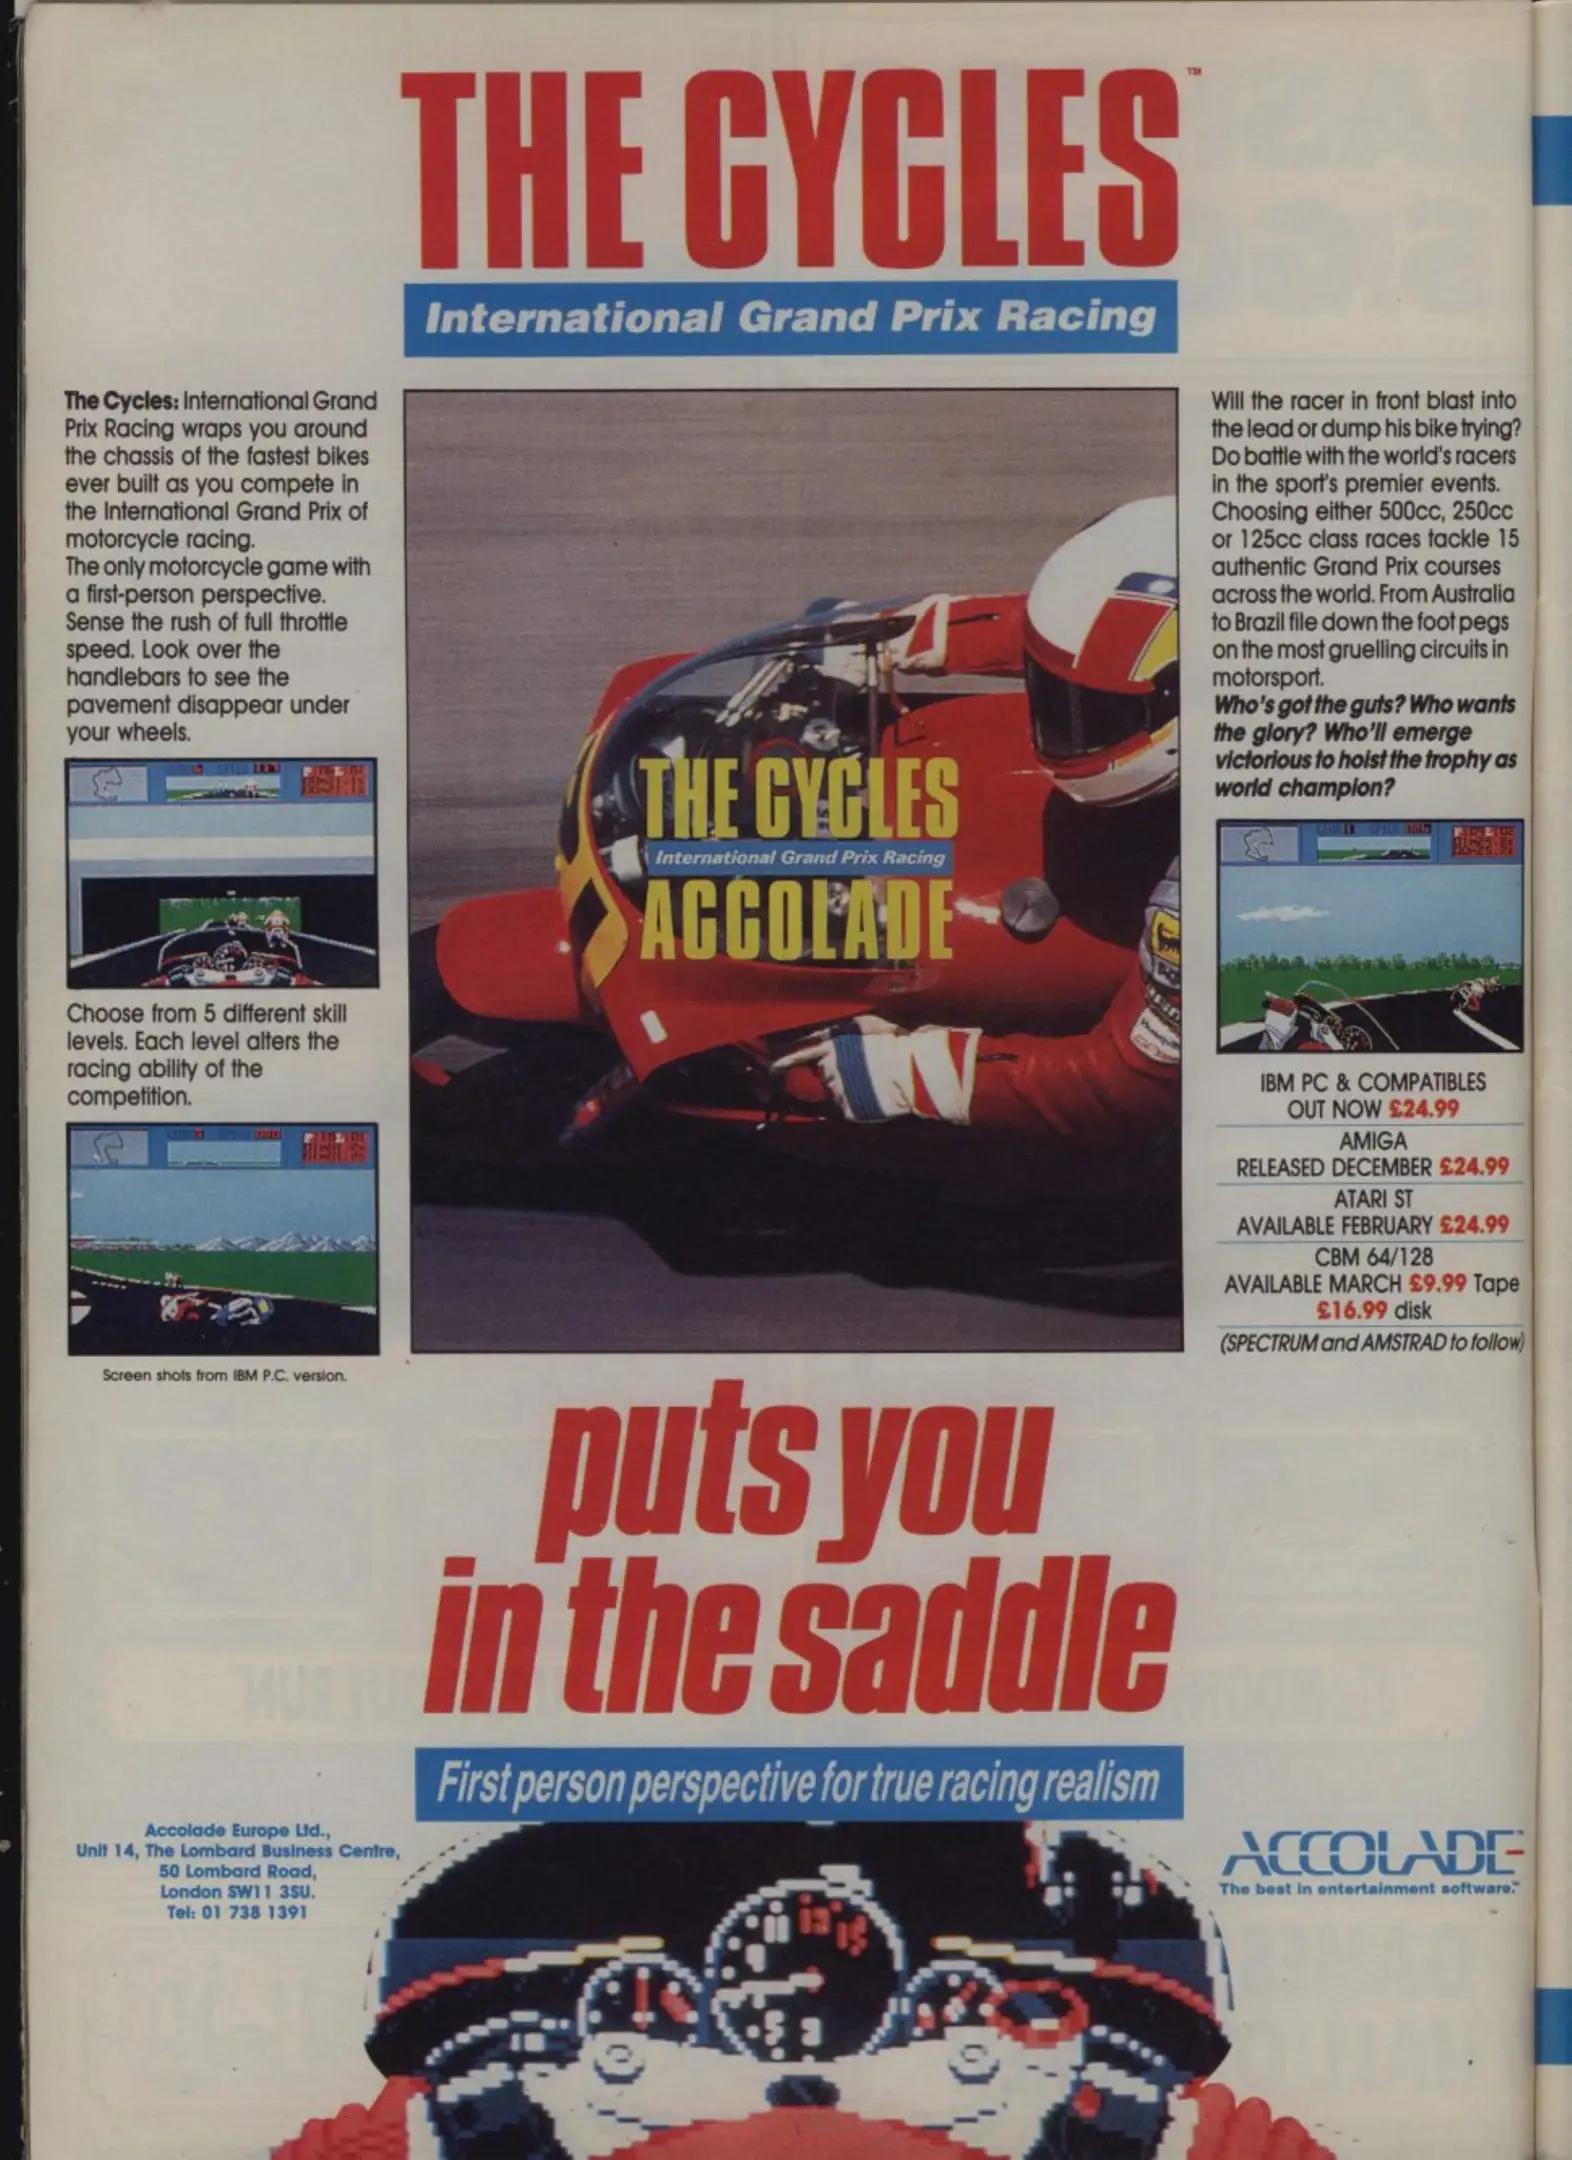 THE CYCLES™
International Grand Prix Racing
The Cycles: International Grand
Prix Racing wraps you around
the chassis of the fastest bikes
ever built as you compete in
the International Grand Prix of
motorcycle racing.
The only motorcycle game with
a first-person perspective.
Sense the rush of full throttle
speed. Look over the
handlebars to see the
pavement disappear under
your wheels.
Choose from 5 different skill
levels. Each level alters the
racing ability of the
competition.
Screen shots from IBM P.C. version.
THE CYCLES
International Grand Prix Racing
ACCOLADE
Will the racer in front blast into
the lead or dump his bike trying?
Do battle with the world's racers
in the sport's premier events.
Choosing either 500cc, 250cc
or 125cc class races tackle 15
authentic Grand Prix courses
across the world. From Australia
to Brazil file down the foot pegs
on the most gruelling circuits in
motorsport.
Who's got the guts? Who wants
the glory? Who'll emerge
victorious to hoist the trophy as
world champion?
IBM PC & COMPATIBLES
OUT NOW £24.99
AMIGA
RELEASED DECEMBER £24.99
ATARI ST
AVAILABLE FEBRUARY £24.99
CBM 64/128
AVAILABLE MARCH £9.99 Tape
£16.99 disk
(SPECTRUM and AMSTRAD to follow)
puts you
in the saddle
First person perspective for true racing realism
Accolade Europe Ltd.,
Unit 14, The Lombard Business Centre,
50 Lombard Road,
London SW11 3SU.
Tel: 01 738 1391
ACCOLADE™
The best in entertainment software.™